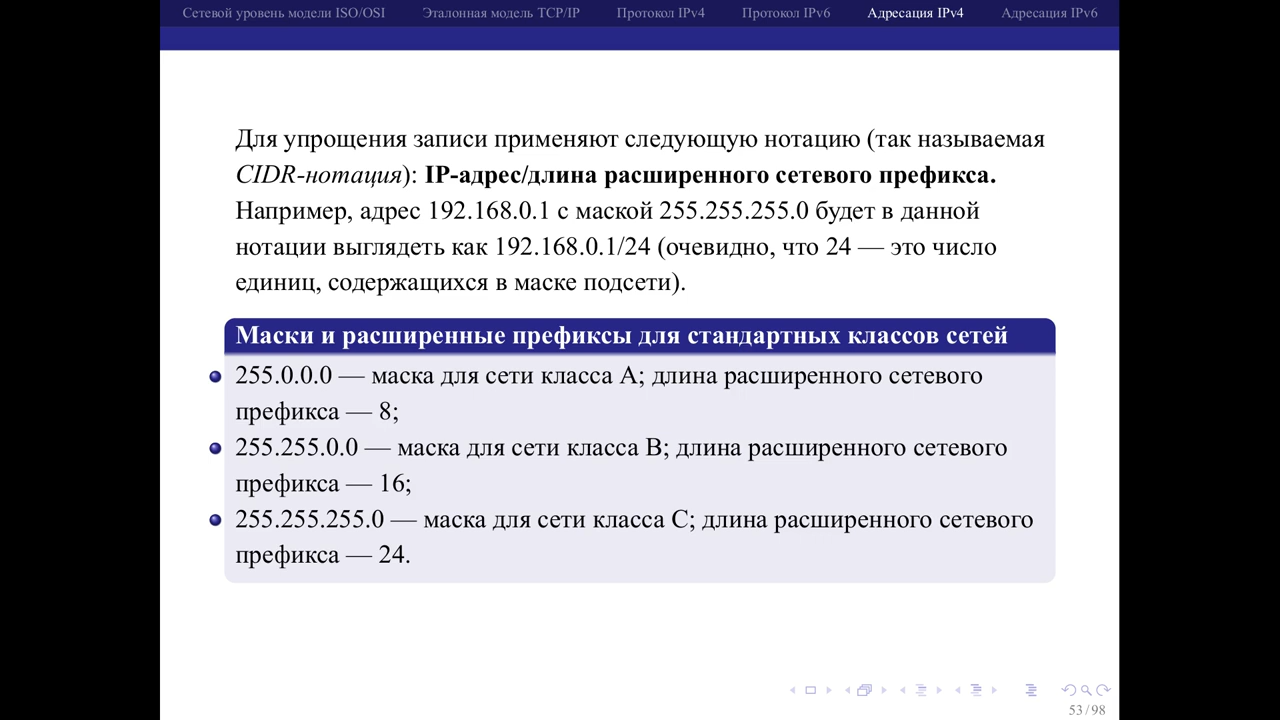 Сетевой уровень модели ISO/OSI Эталонная модель TCP/IP Протокол IPv4 Протокол IPv6 Адресация IPv4 Адресация IPv6
Для упрощения записи применяют следующую нотацию (так называемая
CIDR-нотация): IP-адрес/длина расширенного сетевого префикса.
Например, адрес 192.168.0.1 с маской 255.255.255.0 будет в данной
нотации выглядеть как 192.168.0.1/24 (очевидно, что 24 — это число
единиц, содержащихся в маске подсети).
Маски и расширенные префиксы для стандартных классов сетей
255.0.0.0 — маска для сети класса A; длина расширенного сетевого
префикса — 8;
255.255.0.0 — маска для сети класса B; длина расширенного сетевого
префикса — 16;
255.255.255.0 — маска для сети класса C; длина расширенного сетевого
префикса — 24.
53 / 98